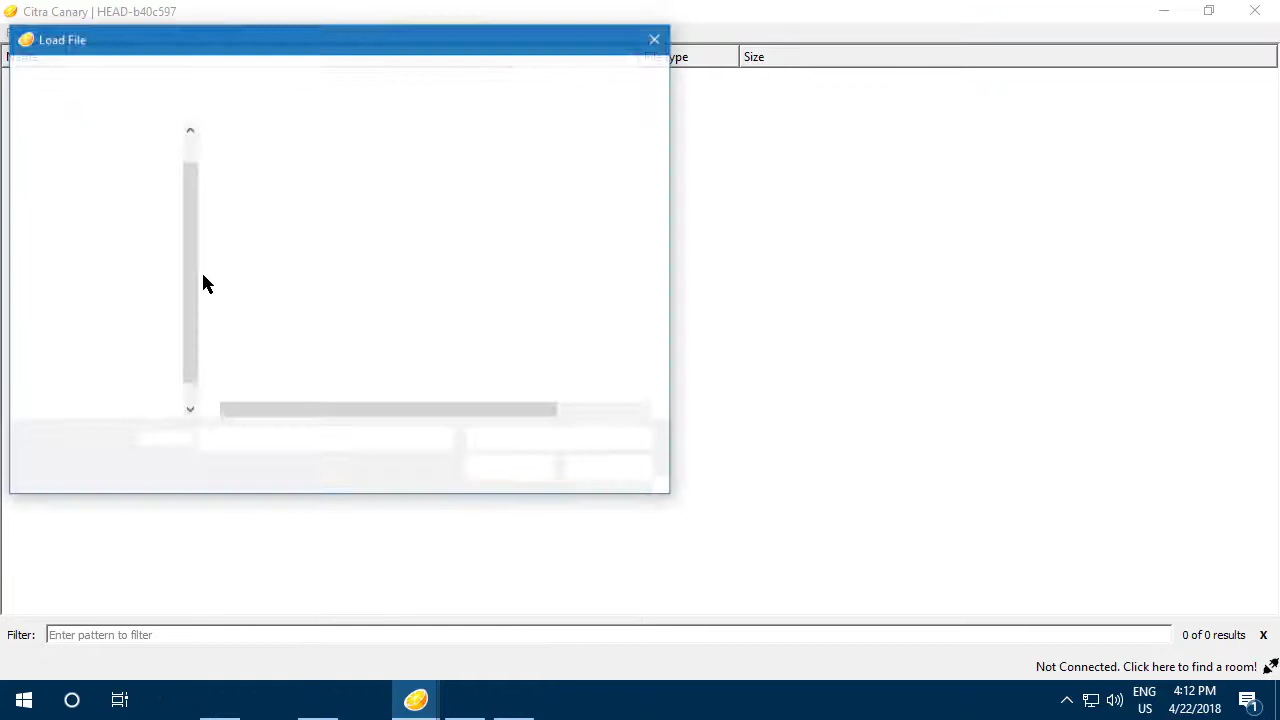 Citra Canary | HEAD-b40c597
Load File
Size
Filter:
Enter pattern to filter
0 of 0 results
X
Not Connected. Click here to find a room!
ENG
US
4:12 PM
4/22/2018
1